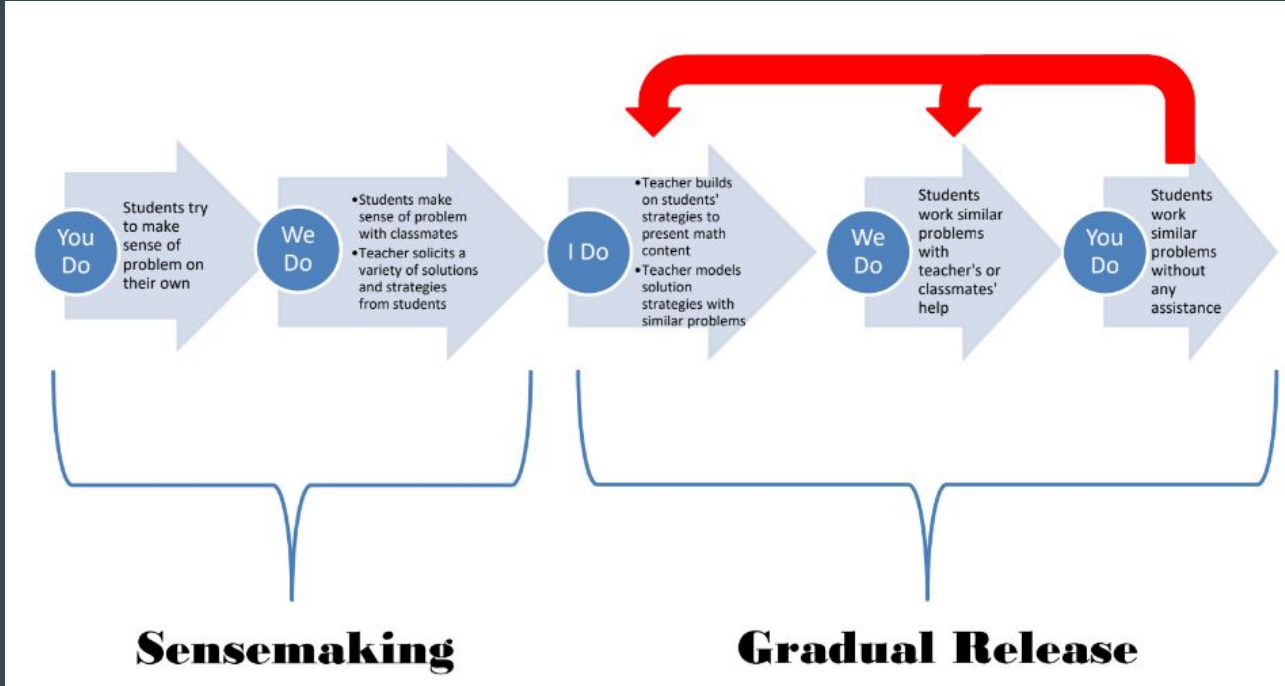 You
Do
Students try
to make
sense of
problem on
their own
We
Do
•Students make
sense of problem
with classmates
•Teacher solicits a
variety of solutions
and strategies
from students
I Do
•Teacher builds
on students'
strategies to
present math
content
•Teacher models
solution
strategies with
similar problems
We
Do
Students
work similar
problems
with
teacher's or
classmates'
help
You
Do
Students
work
similar
problems
without
any
assistance
Sensemaking
Gradual Release